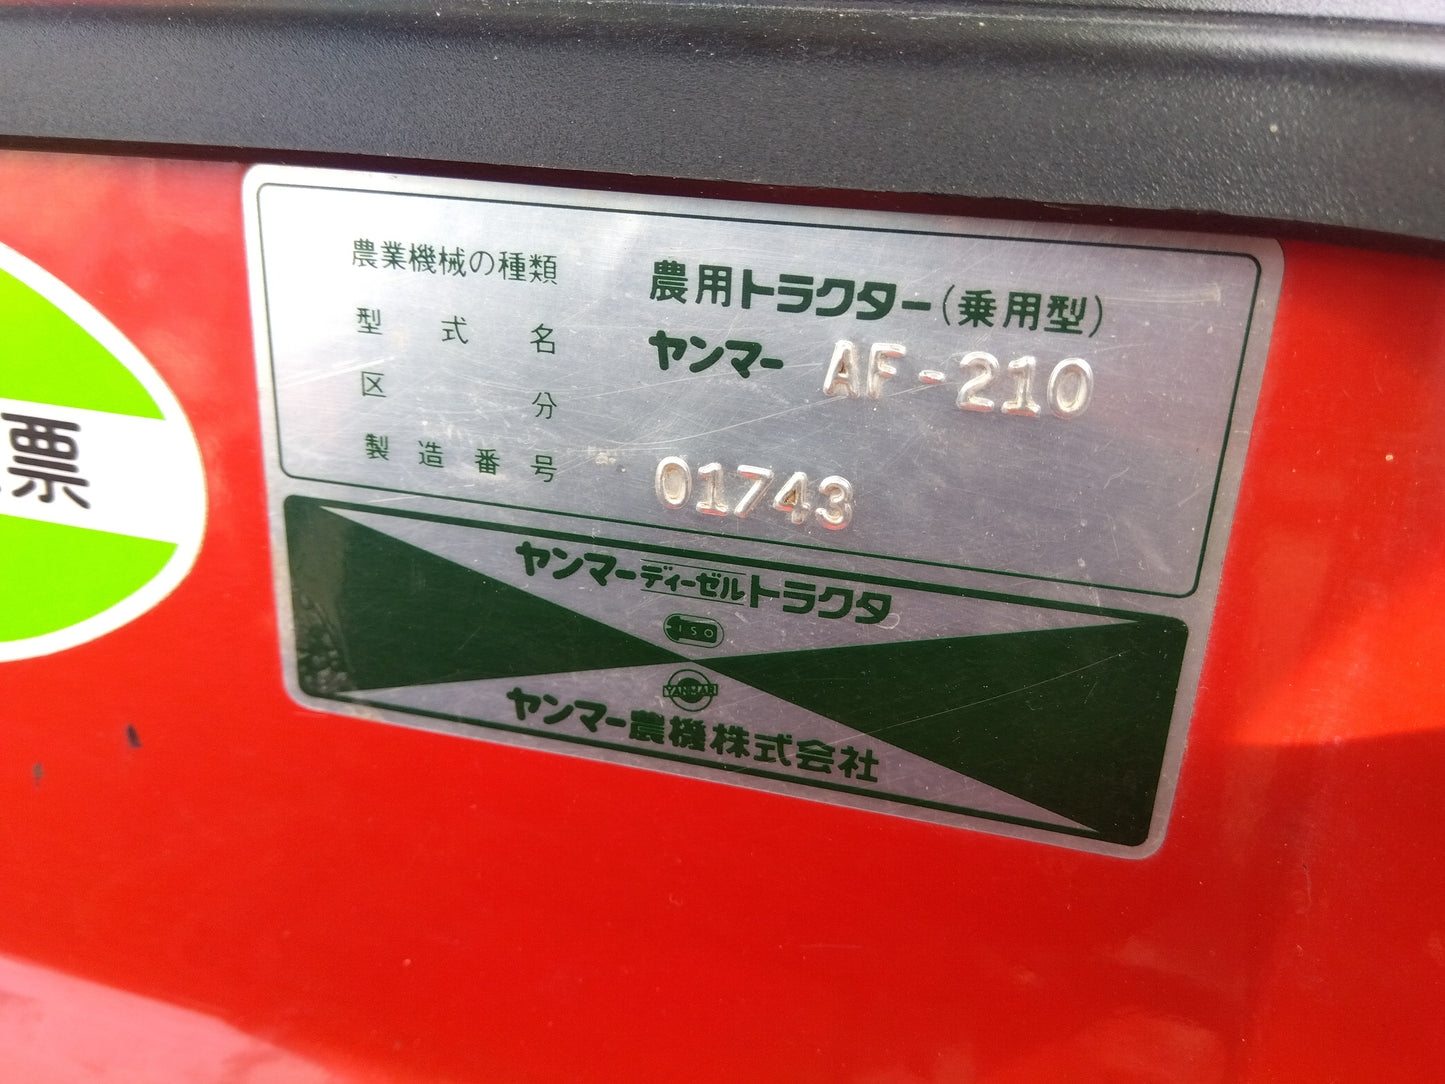 農業機械の種類 農用トラクター(乗用型)
型式名 ヤンマー AF-210
区分
製造番号 01743
ヤンマーディーゼルトラクタ
ISO
YANMAR
ヤンマー農機株式会社
票